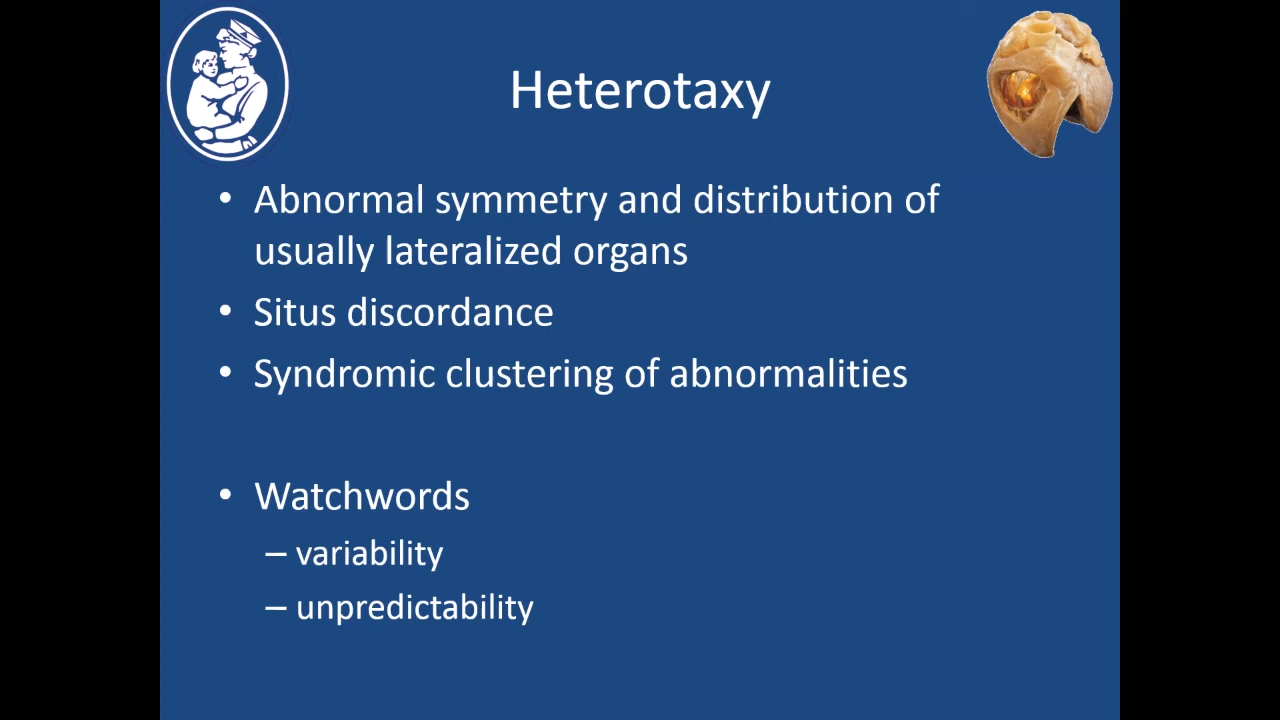 Heterotaxy
• Abnormal symmetry and distribution of
usually lateralized organs
• Situs discordance
• Syndromic clustering of abnormalities
• Watchwords
– variability
– unpredictability